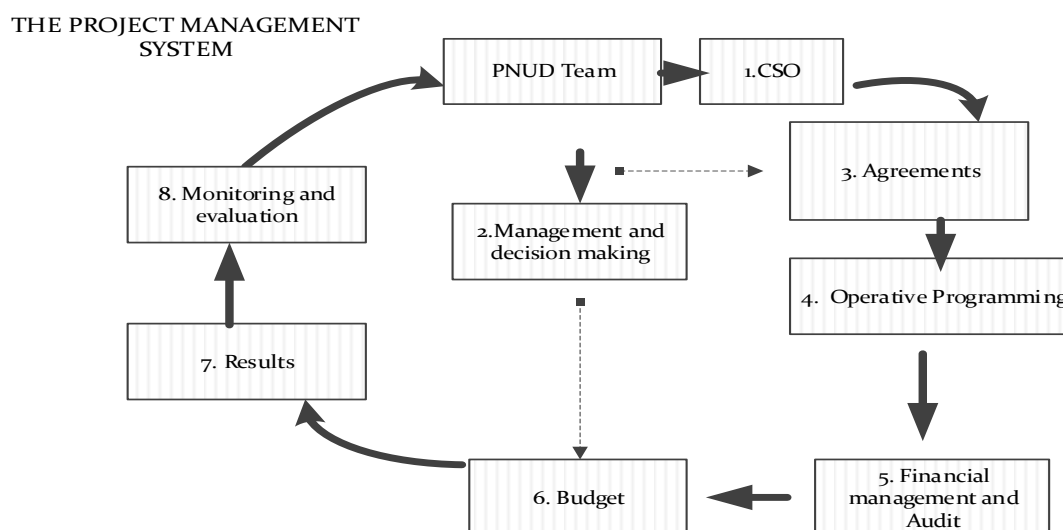 THE PROJECT MANAGEMENT
SYSTEM
PNUD Team
1.CSO
3. Agreements
8. Monitoring and
evaluation
2.Management and
decision making
4. Operative Programming
7. Results
5. Financial
management and
Audit
6. Budget